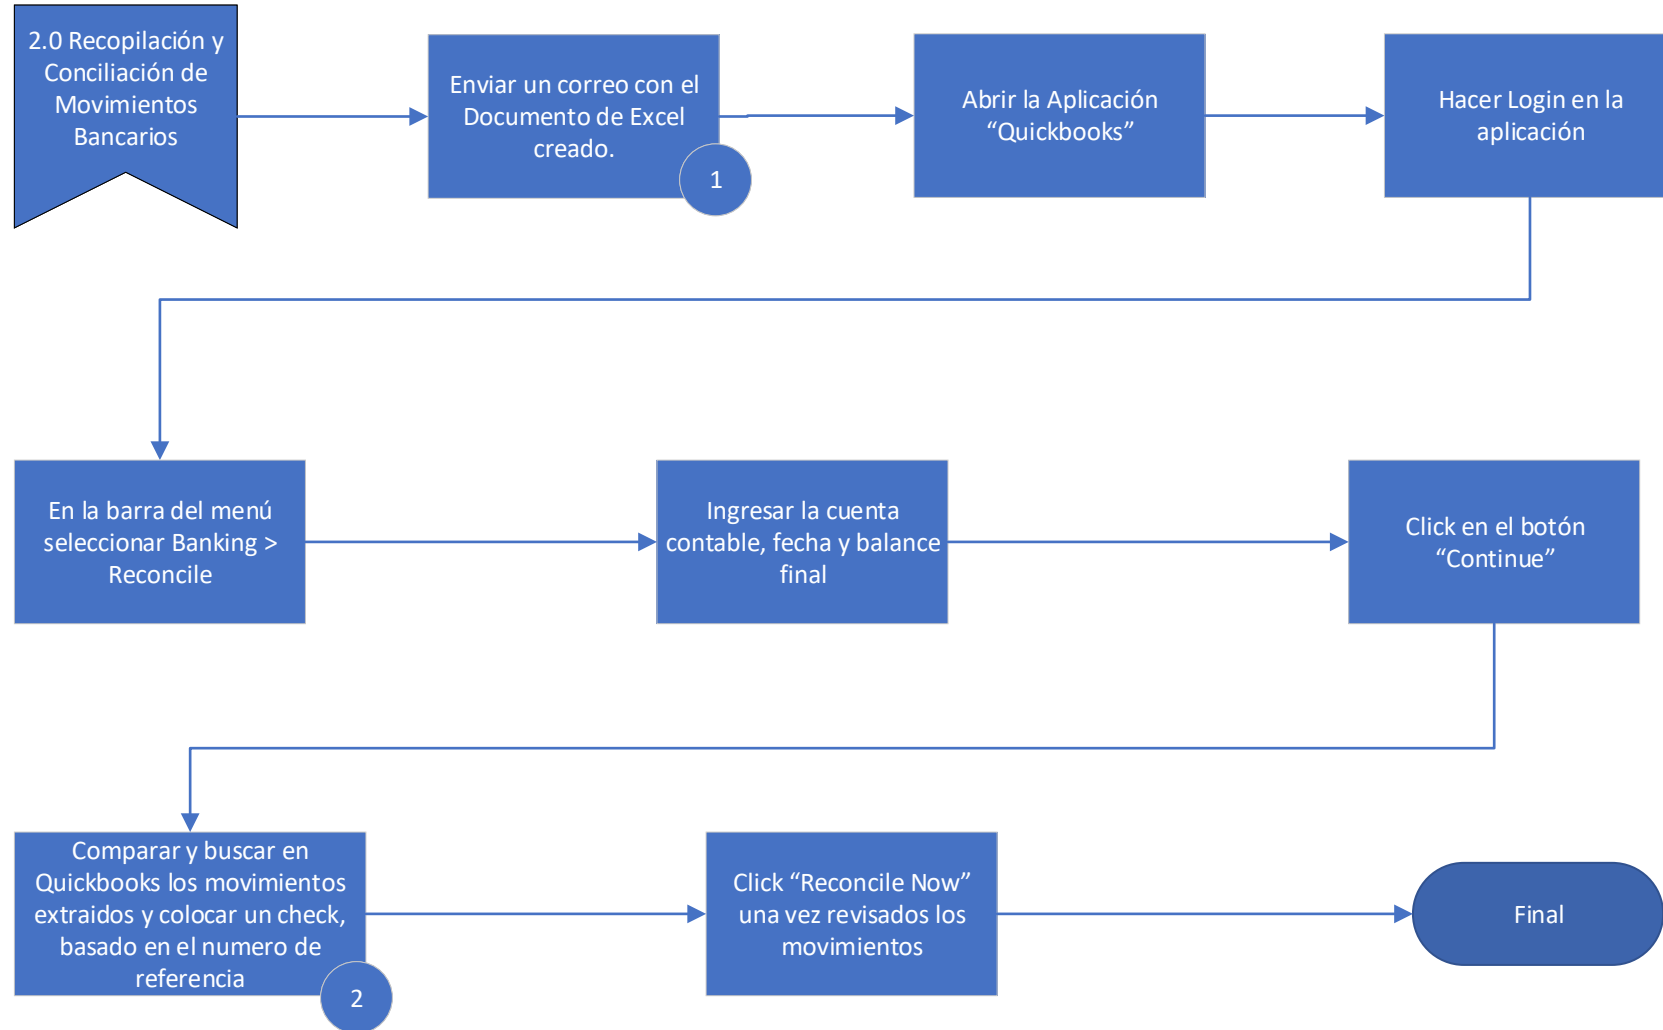 2.0 Recopilación y
Conciliación de
Movimientos
Bancarios
Enviar un correo con el
Documento de Excel
creado.
1
Abrir la Aplicación
“Quickbooks”
Hacer Login en la
aplicación
En la barra del menú
seleccionar Banking >
Reconcile
Ingresar la cuenta
contable, fecha y balance
final
Click en el botón
“Continue”
Comparar y buscar en
Quickbooks los movimientos
extraidos y colocar un check,
basado en el numero de
referencia
2
Click “Reconcile Now”
una vez revisados los
movimientos
Final